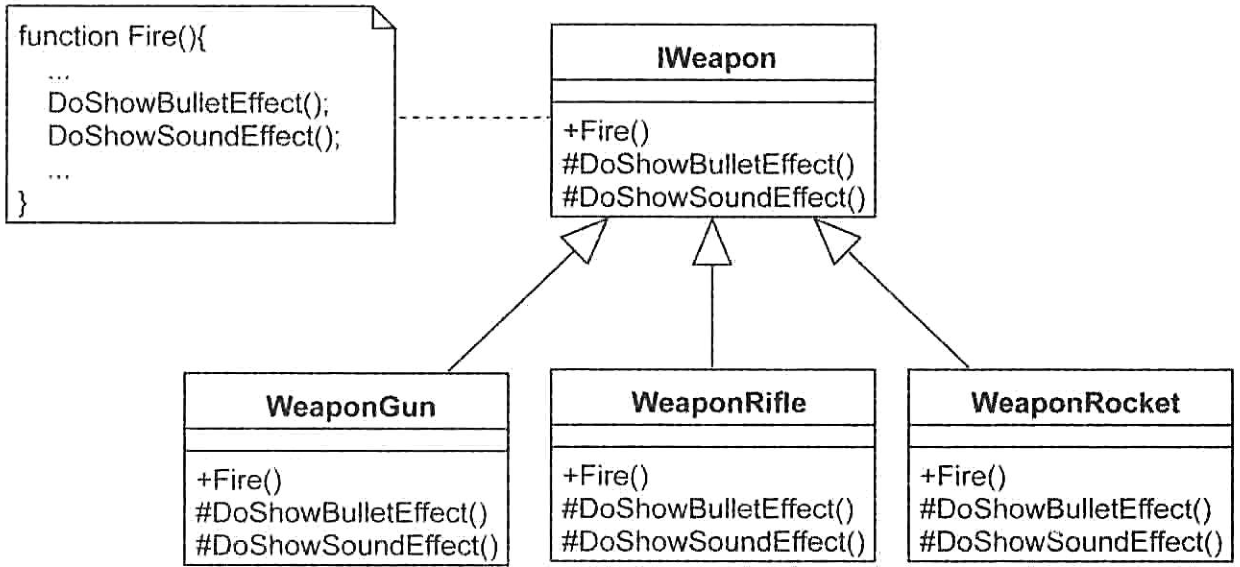 function Fire(){
...
DoShowBulletEffect();
DoShowSoundEffect();
...
}
IWeapon
+Fire()
#DoShowBulletEffect()
#DoShowSoundEffect()
WeaponGun
+Fire()
#DoShowBulletEffect()
#DoShowSoundEffect()
WeaponRifle
+Fire()
#DoShowBulletEffect()
#DoShowSoundEffect()
WeaponRocket
+Fire()
#DoShowBulletEffect()
#DoShowSoundEffect()